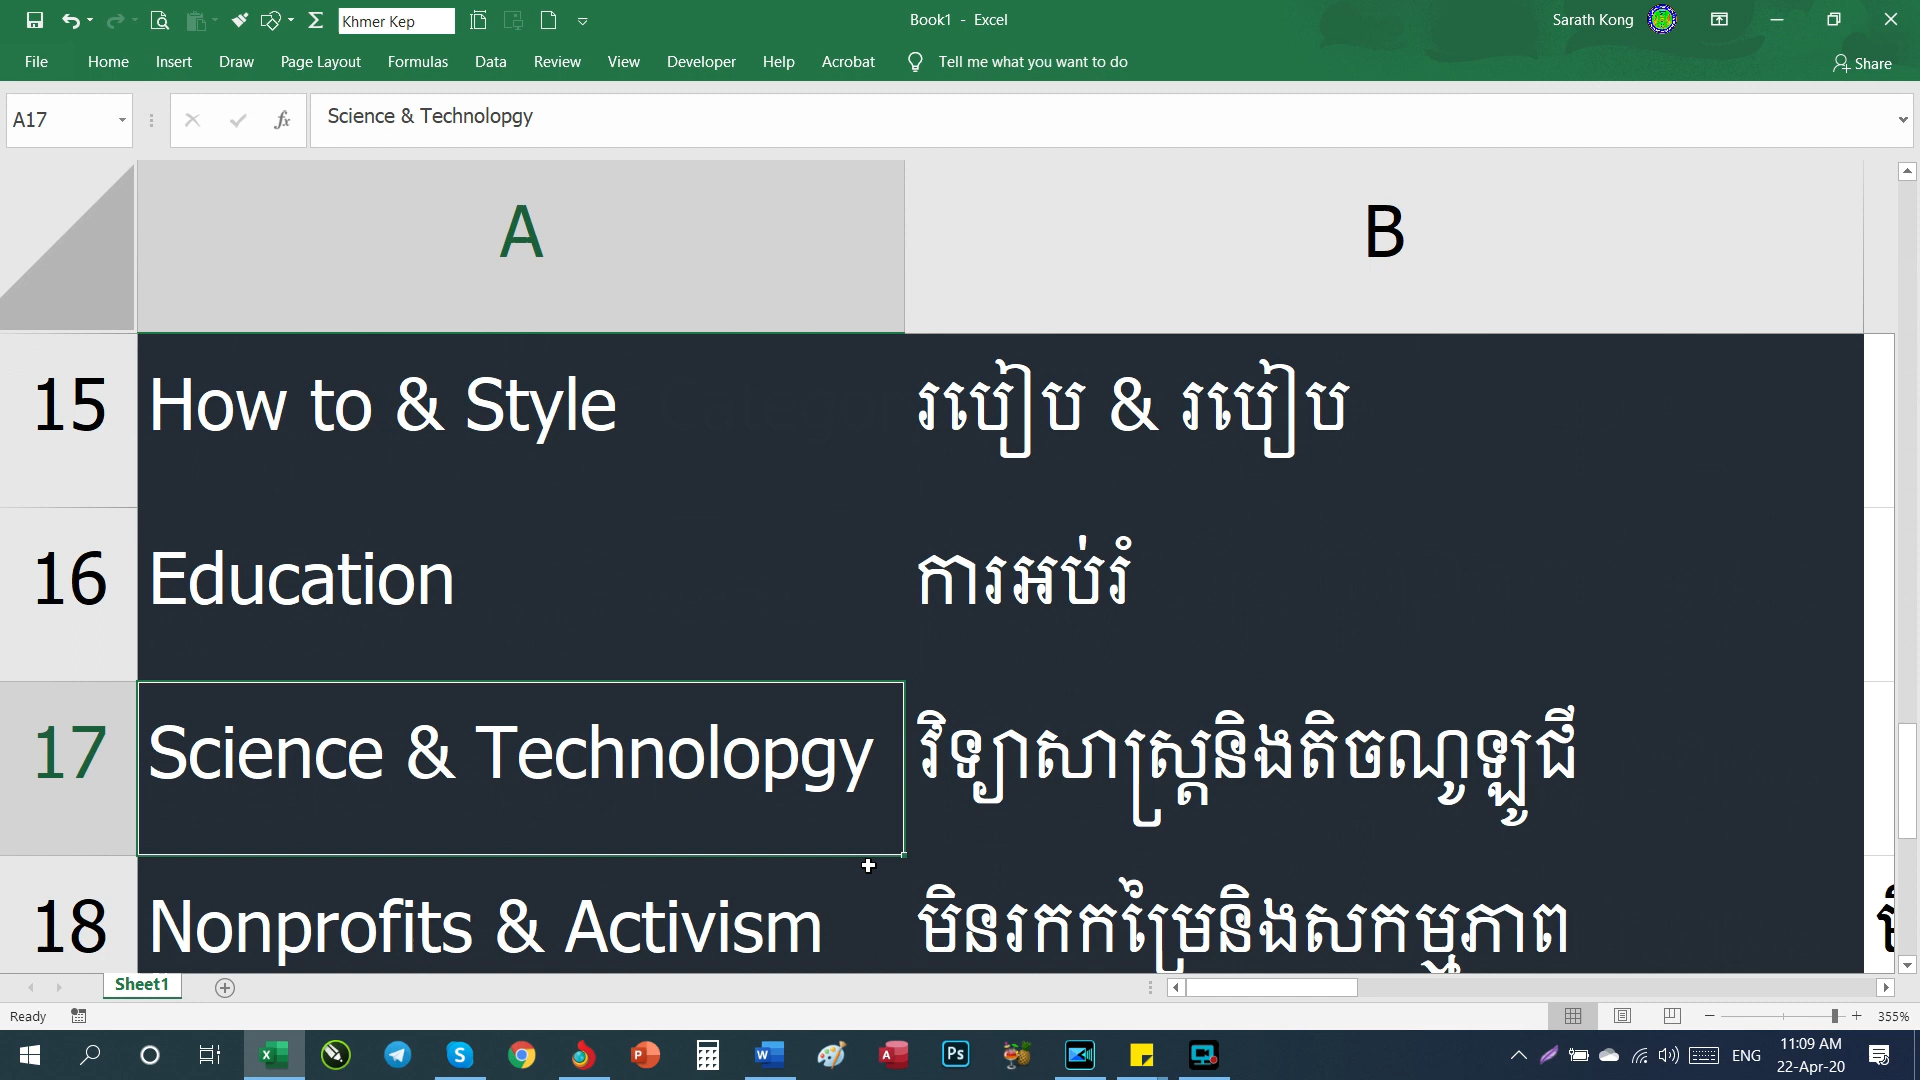 Khmer Kep
Book1 - Excel
Sarath Kong
File Home Insert Draw Page Layout Formulas Data Review View Developer Help Acrobat Tell me what you want to do Share
A17 fx Science & Technolopgy
A B
15 How to & Style របៀប & របៀប
16 Education ការអប់រំ
17 Science & Technolopgy វិទ្យាសាស្ត្រនិងតិចណូឡូជី
18 Nonprofits & Activism មិនរកកម្រៃនិងសកម្មភាព
Sheet1
Ready 355%
ENG 11:09 AM
22-Apr-20